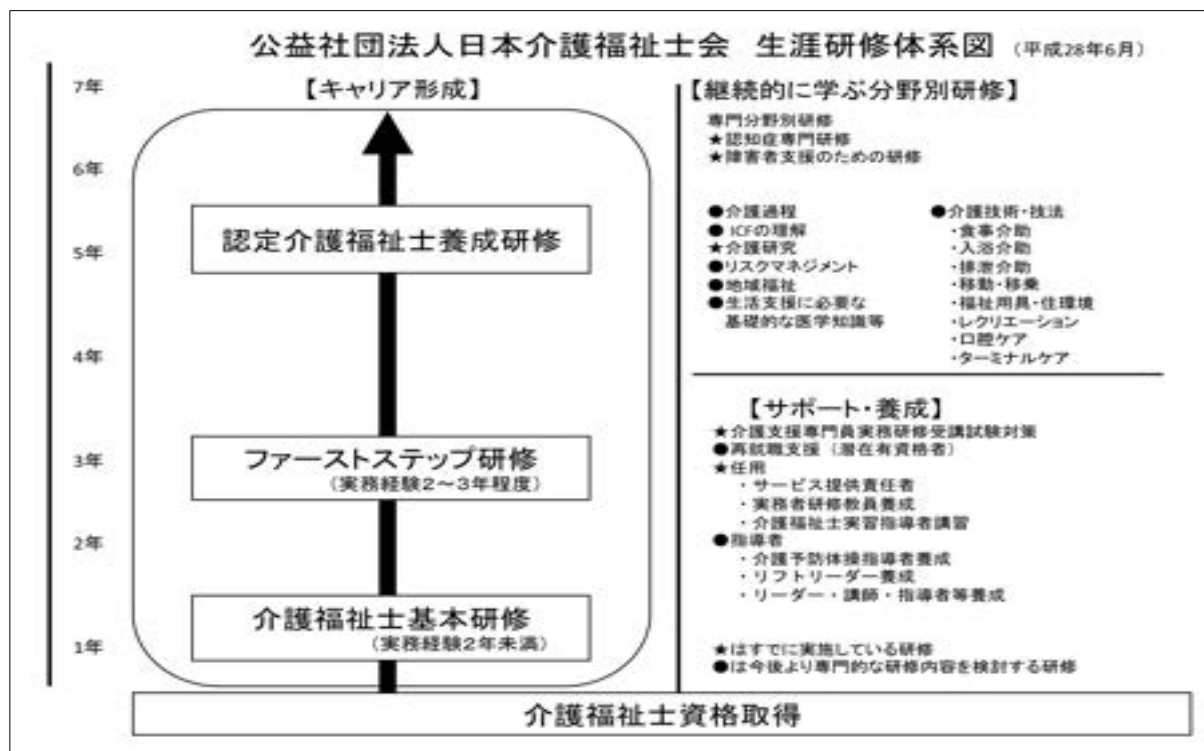 公益社団法人日本介護福祉士会 生涯研修体系図 (平成28年6月)
7年
6年
5年
4年
3年
2年
1年
【キャリア形成】
認定介護福祉士養成研修
ファーストステップ研修
(実務経験2～3年程度)
介護福祉士基本研修
(実務経験2年未満)
【継続的に学ぶ分野別研修】
専門分野別研修
★認知症専門研修
★障害者支援のための研修
●介護過程
● ICFの理解
★介護研究
●リスクマネジメント
●地域福祉
●生活支援に必要な
基礎的な医学知識等
●介護技術・技法
・食事介助
・入浴介助
・排泄介助
・移動・移乗
・福祉用具・住環境
・レクリエーション
・口腔ケア
・ターミナルケア
【サポート・養成】
★介護支援専門員実務研修受講試験対策
●再就職支援（潜在有資格者）
★任用
・サービス提供責任者
・実務者研修教員養成
・介護福祉士実習指導者講習
●指導者
・介護予防体操指導者養成
・リフトリーダー養成
・リーダー・講師・指導者等養成
★はすでに実施している研修
●は今後より専門的な研修内容を検討する研修
介護福祉士資格取得